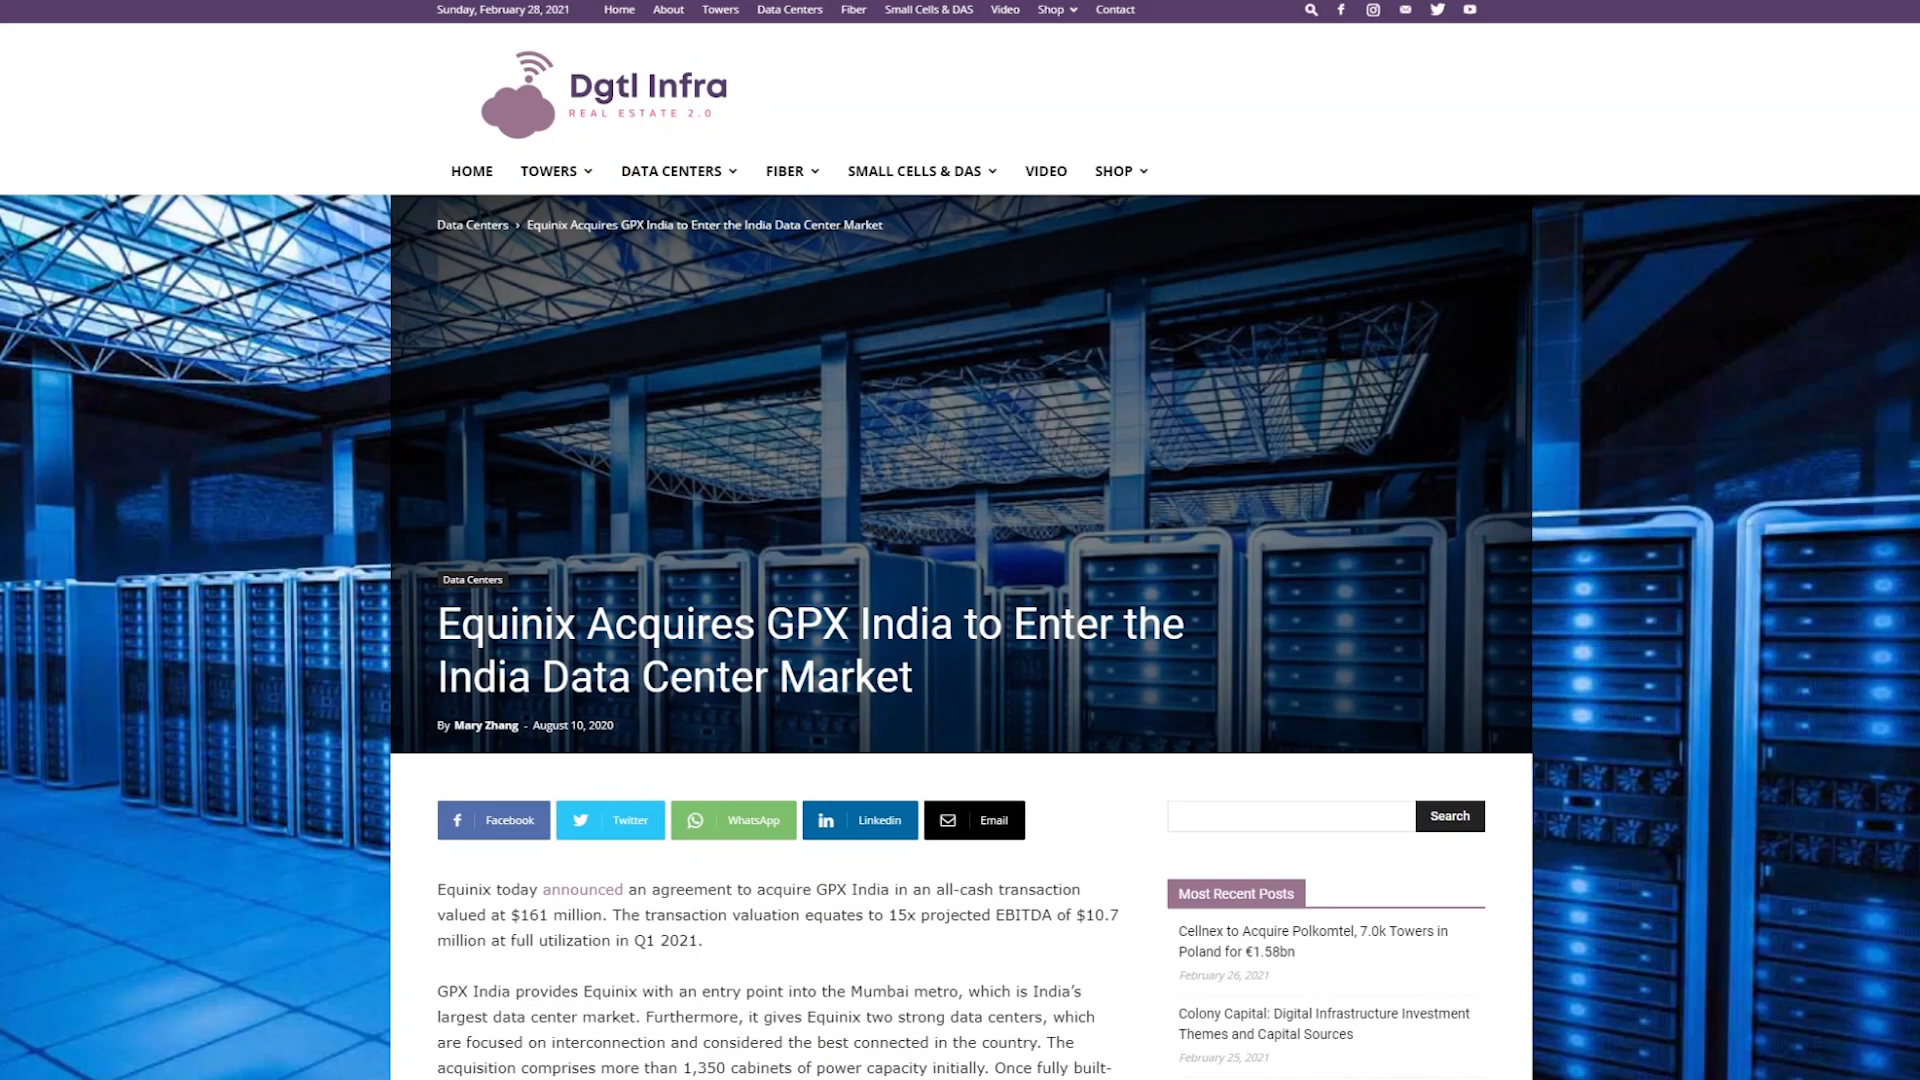 Sunday, February 28, 2021 Home About Towers Data Centers Fiber Small Cells & DAS Video Shop Contact
Dgtl Infra
REAL ESTATE 2.0
HOME TOWERS DATA CENTERS FIBER SMALL CELLS & DAS VIDEO SHOP
Data Centers › Equinix Acquires GPX India to Enter the India Data Center Market
Data Centers
Equinix Acquires GPX India to Enter the
India Data Center Market
By Mary Zhang - August 10, 2020
Facebook Twitter WhatsApp Linkedin Email
Search
Equinix today announced an agreement to acquire GPX India in an all-cash transaction
valued at $161 million. The transaction valuation equates to 15x projected EBITDA of $10.7
million at full utilization in Q1 2021.
GPX India provides Equinix with an entry point into the Mumbai metro, which is India’s
largest data center market. Furthermore, it gives Equinix two strong data centers, which
are focused on interconnection and considered the best connected in the country. The
acquisition comprises more than 1,350 cabinets of power capacity initially. Once fully built-
Most Recent Posts
Cellnex to Acquire Polkomtel, 7.0k Towers in
Poland for €1.58bn
February 26, 2021
Colony Capital: Digital Infrastructure Investment
Themes and Capital Sources
February 25, 2021